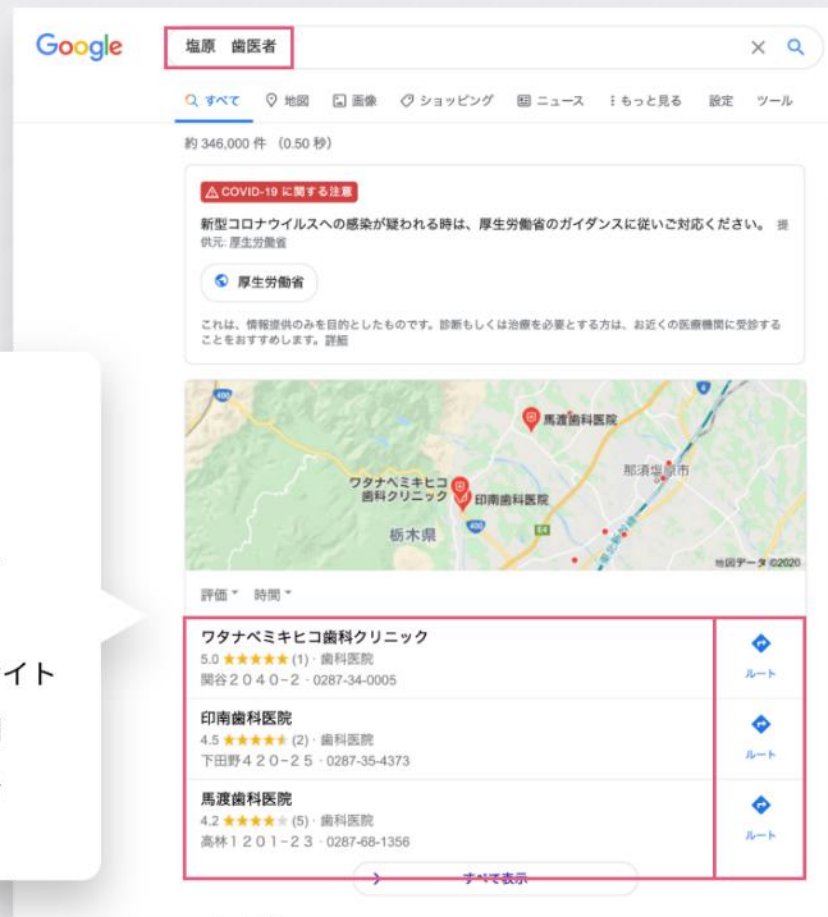 Google
塩原　歯医者
すべて 地図 画像 ショッピング ニュース もっと見る 設定 ツール
約 346,000 件 （0.50 秒）
COVID-19 に関する注意
新型コロナウイルスへの感染が疑われる時は、厚生労働省のガイダンスに従いご対応ください。 提
供元: 厚生労働省
厚生労働省
これは、情報提供のみを目的としたものです。診断もしくは治療を必要とする方は、お近くの医療機関に受診する
ことをおすすめします。詳細
400
4
馬渡歯科医院
那須塩原市
ワタナベミキヒコ
歯科クリニック
印南歯科医院
400
E4
栃木県
地図データ ©2020
評価 時間
ワタナベミキヒコ歯科クリニック
5.0 ★★★★★ (1) · 歯科医院
関谷２０４０−２ · 0287-34-0005
ルート
イト
印南歯科医院
4.5 ★★★★★ (2) · 歯科医院
下田野４２０−２５ · 0287-35-4373
ルート
馬渡歯科医院
4.2 ★★★★★ (5) · 歯科医院
高林１２０１−２３ · 0287-68-1356
ルート
すべて表示